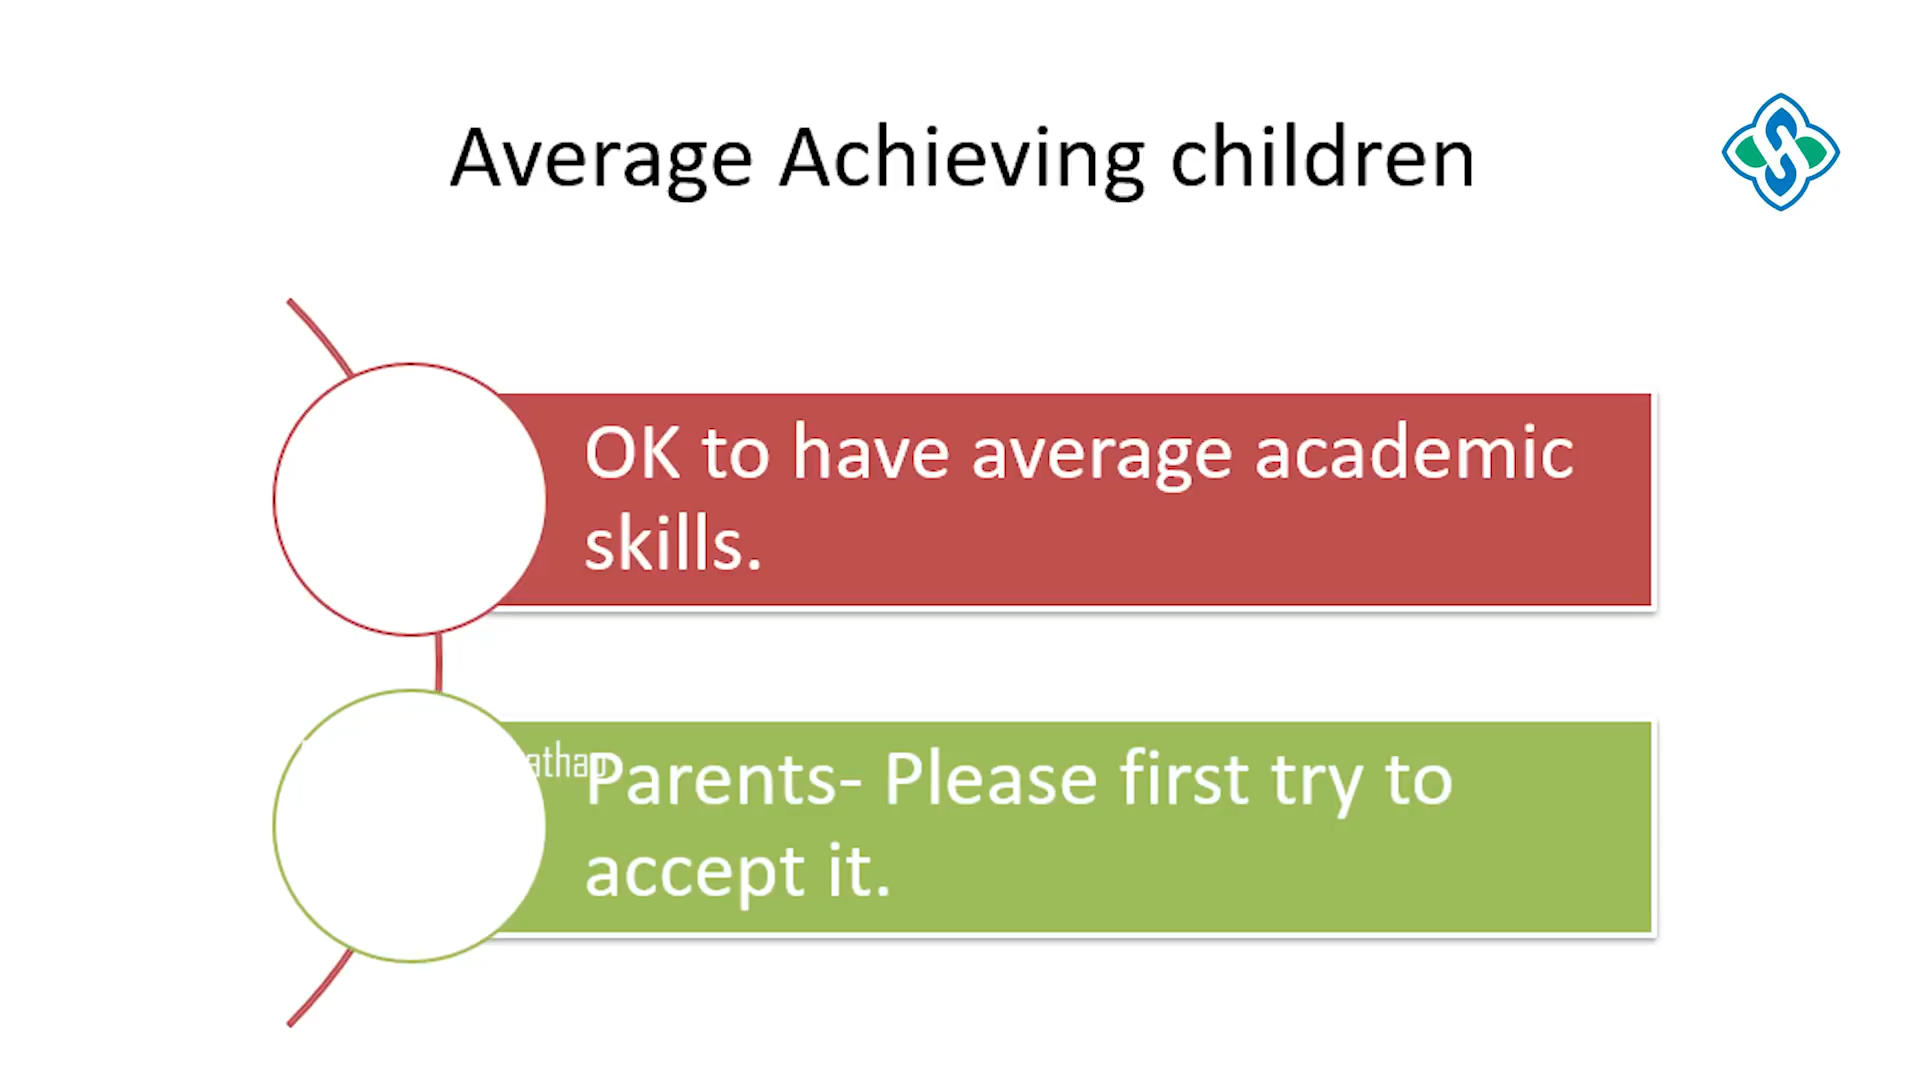 Average Achieving children
OK to have average academic
skills.
Parents- Please first try to
accept it.